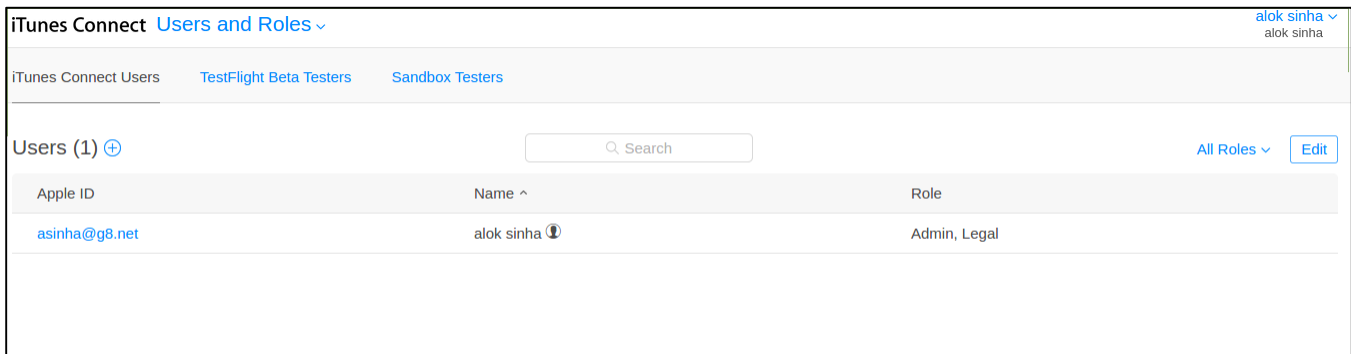 iTunes Connect Users and Roles
alok sinha
alok sinha
iTunes Connect Users TestFlight Beta Testers Sandbox Testers
Users (1) Search All Roles Edit
Apple ID Name Role
asinha@g8.net alok sinha Admin, Legal